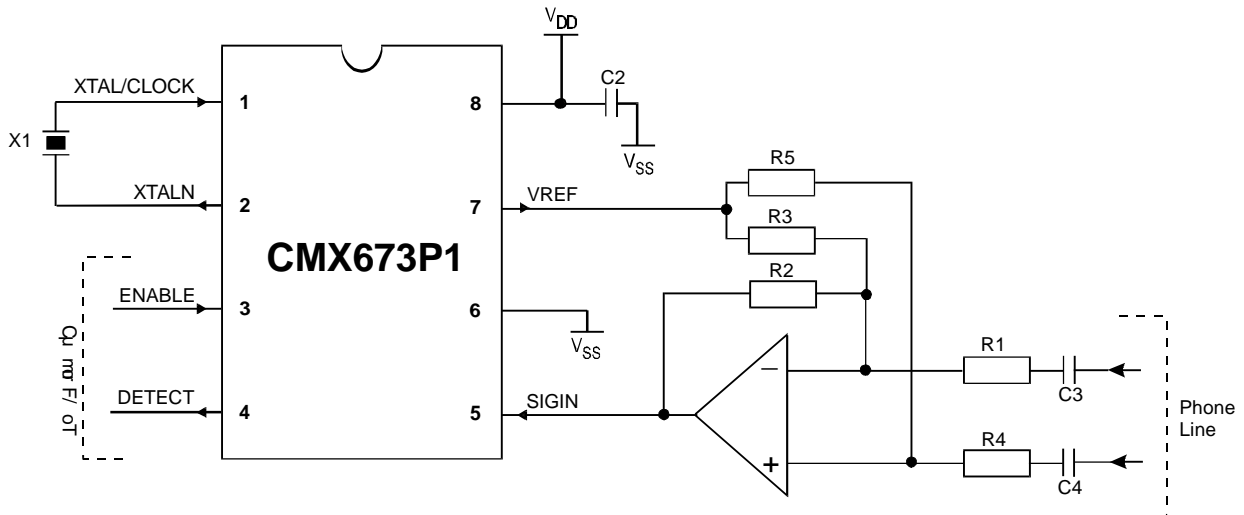 VDD
XTAL/CLOCK
C2
1
8
X1
VSS
R5
XTALN
VREF
2
7
R3
CMX673P1
R2
ENABLE
3
6
VSS
R1
DETECT
SIGIN
4
5
−
C3
Phone
Line
R4
+
C4